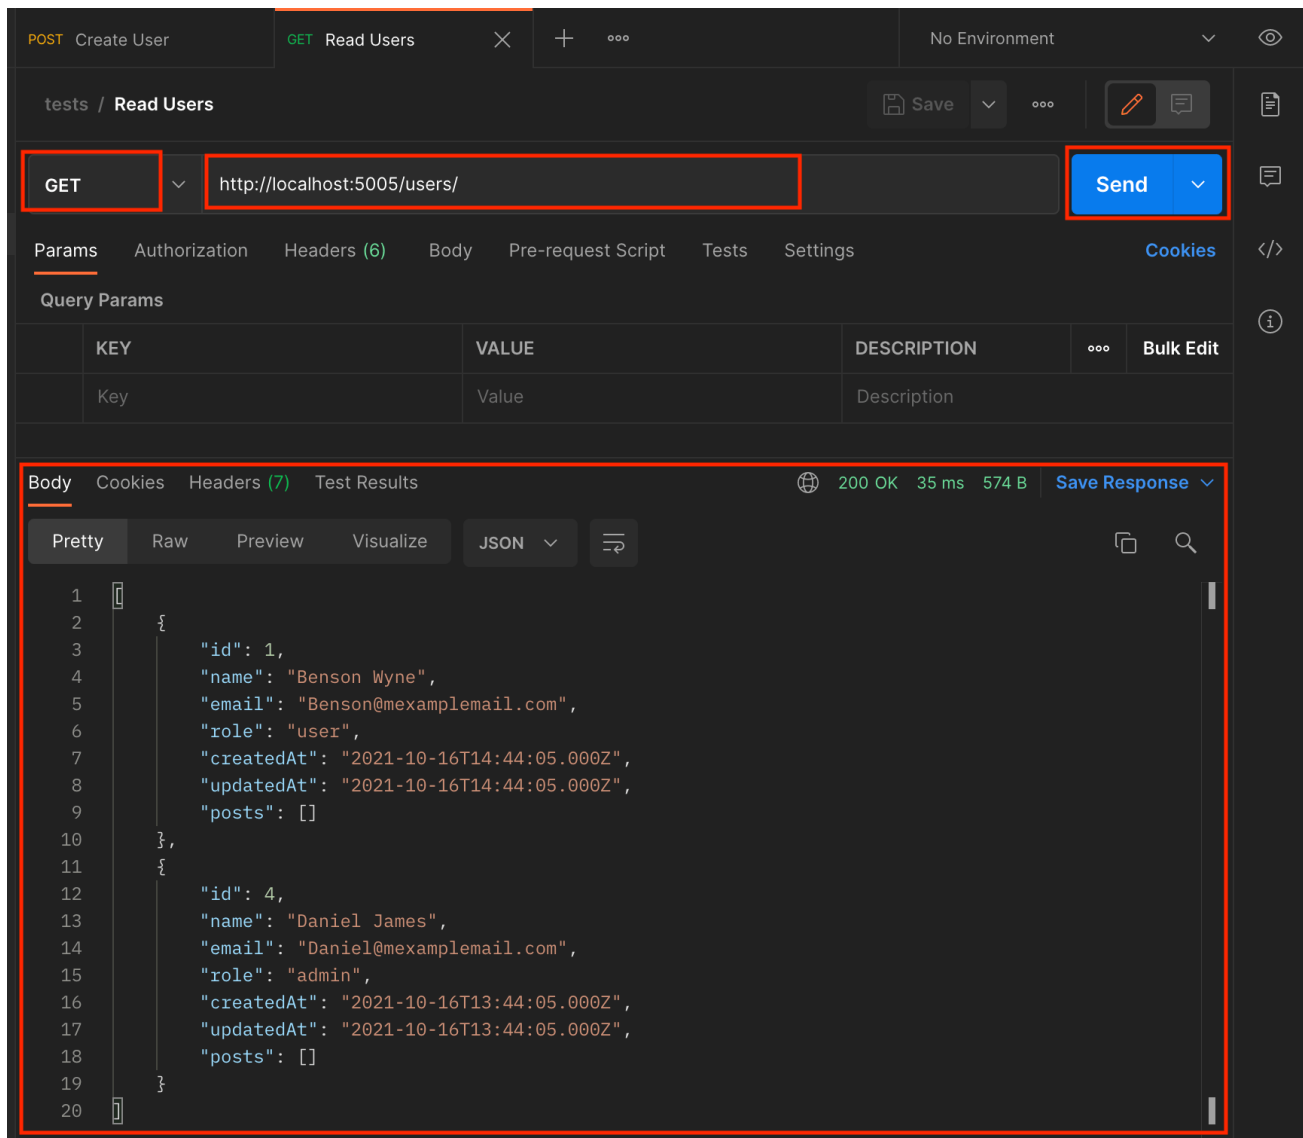 POST Create User GET Read Users No Environment
tests / Read Users Save
GET http://localhost:5005/users/ Send
Params Authorization Headers (6) Body Pre-request Script Tests Settings Cookies
Query Params
KEY VALUE DESCRIPTION Bulk Edit
Key Value Description
Body Cookies Headers (7) Test Results 200 OK 35 ms 574 B Save Response
Pretty Raw Preview Visualize JSON
1 [
2 {
3 "id": 1,
4 "name": "Benson Wyne",
5 "email": "Benson@mexamplemail.com",
6 "role": "user",
7 "createdAt": "2021-10-16T14:44:05.000Z",
8 "updatedAt": "2021-10-16T14:44:05.000Z",
9 "posts": []
10 },
11 {
12 "id": 4,
13 "name": "Daniel James",
14 "email": "Daniel@mexamplemail.com",
15 "role": "admin",
16 "createdAt": "2021-10-16T13:44:05.000Z",
17 "updatedAt": "2021-10-16T13:44:05.000Z",
18 "posts": []
19 }
20 ]